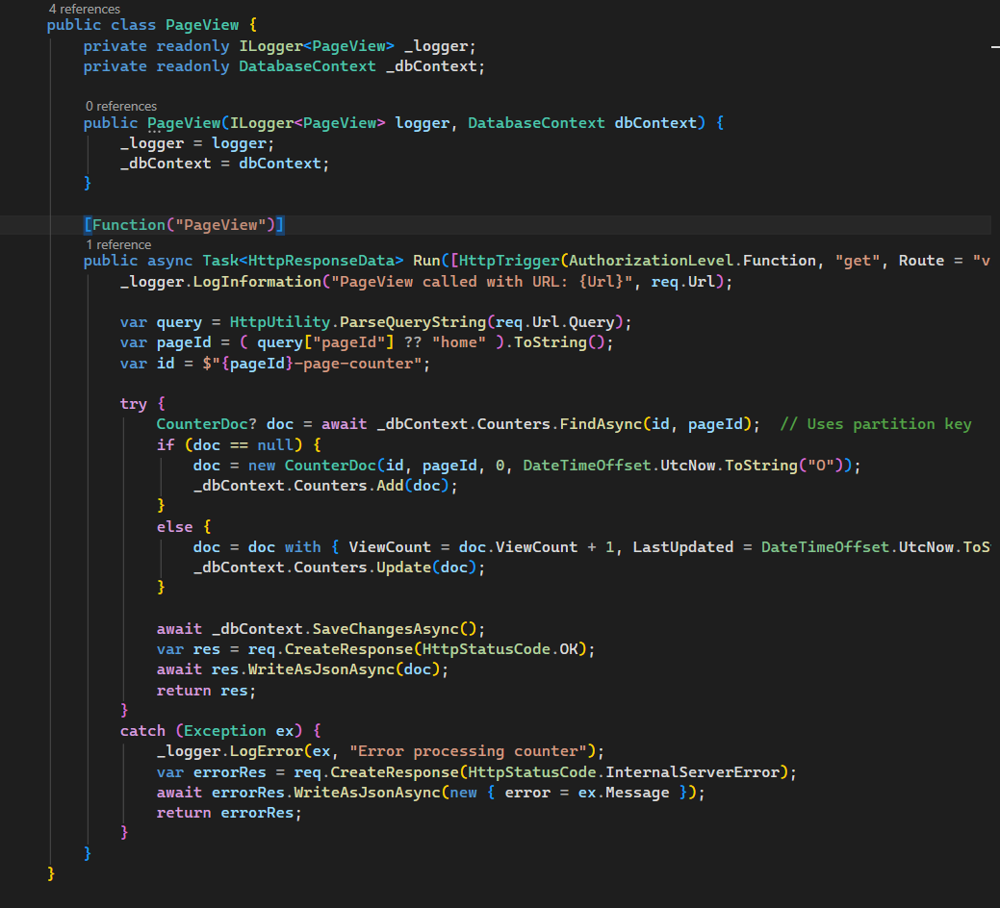 4 references
public class PageView {
private readonly ILogger<PageView> _logger;
private readonly DatabaseContext _dbContext;
0 references
public PageView(ILogger<PageView> logger, DatabaseContext dbContext) {
_logger = logger;
_dbContext = dbContext;
}
[Function("PageView")]
1 reference
public async Task<HttpResponseData> Run([HttpTrigger(AuthorizationLevel.Function, "get", Route = "v
_logger.LogInformation("PageView called with URL: {Url}", req.Url);
var query = HttpUtility.ParseQueryString(req.Url.Query);
var pageId = ( query["pageId"] ?? "home" ).ToString();
var id = $"{pageId}-page-counter";
try {
CounterDoc? doc = await _dbContext.Counters.FindAsync(id, pageId);  // Uses partition key
if (doc == null) {
doc = new CounterDoc(id, pageId, 0, DateTimeOffset.UtcNow.ToString("O"));
_dbContext.Counters.Add(doc);
}
else {
doc = doc with { ViewCount = doc.ViewCount + 1, LastUpdated = DateTimeOffset.UtcNow.ToS
_dbContext.Counters.Update(doc);
}
await _dbContext.SaveChangesAsync();
var res = req.CreateResponse(HttpStatusCode.OK);
await res.WriteAsJsonAsync(doc);
return res;
}
catch (Exception ex) {
_logger.LogError(ex, "Error processing counter");
var errorRes = req.CreateResponse(HttpStatusCode.InternalServerError);
await errorRes.WriteAsJsonAsync(new { error = ex.Message });
return errorRes;
}
}
}